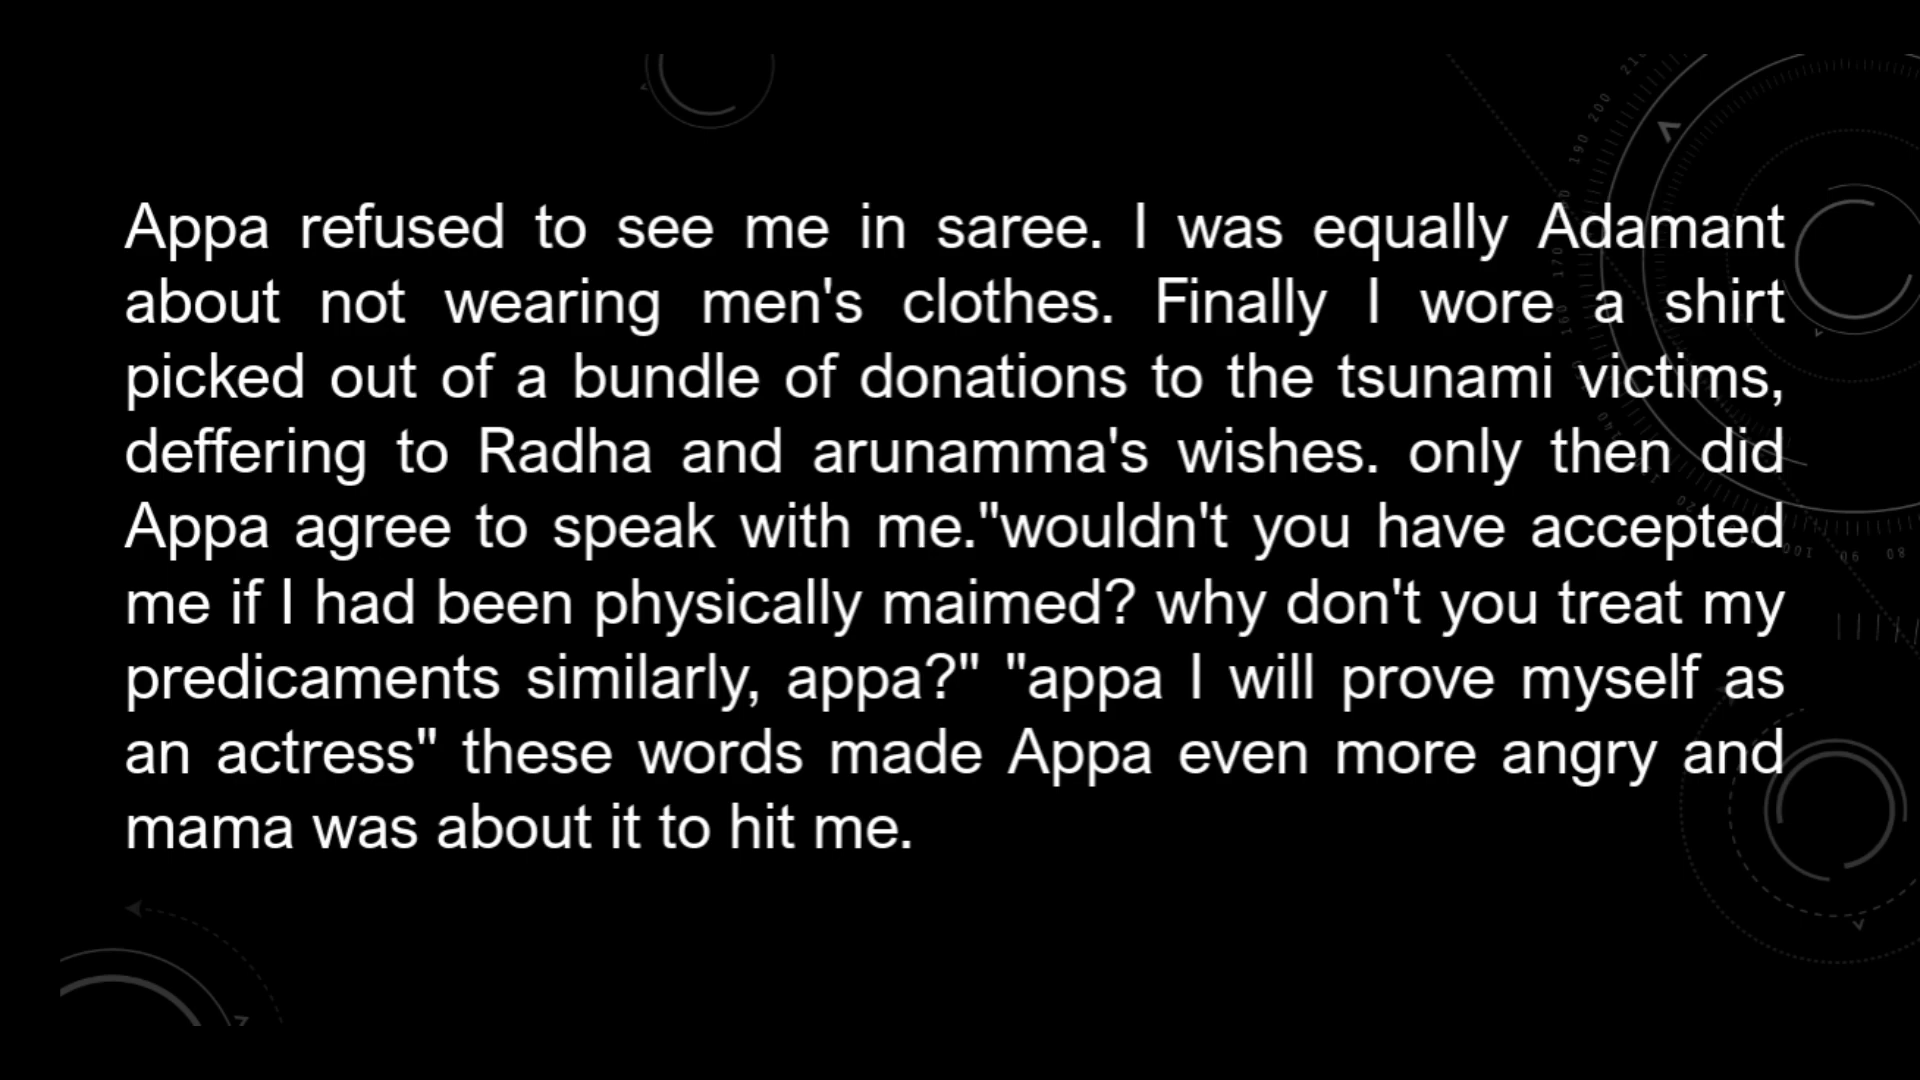 Appa refused to see me in saree. I was equally Adamant
about not wearing men's clothes. Finally I wore a shirt
picked out of a bundle of donations to the tsunami victims,
deffering to Radha and arunamma's wishes. only then did
Appa agree to speak with me."wouldn't you have accepted
me if I had been physically maimed? why don't you treat my
predicaments similarly, appa?" "appa I will prove myself as
an actress" these words made Appa even more angry and
mama was about it to hit me.